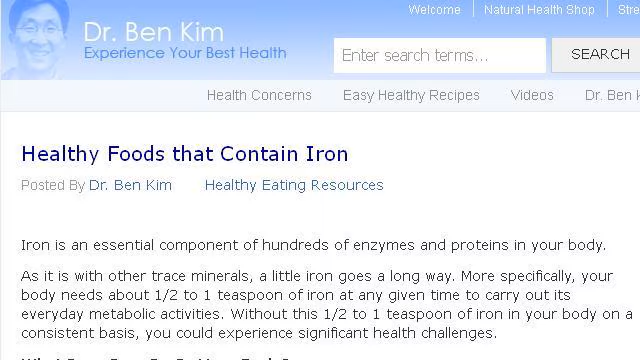 Welcome Natural Health Shop
Dr. Ben Kim
Experience Your Best Health
Enter search terms... SEARCH
Health Concerns Easy Healthy Recipes Videos Dr. Ben
Healthy Foods that Contain Iron
Posted By Dr. Ben Kim Healthy Eating Resources
Iron is an essential component of hundreds of enzymes and proteins in your body.
As it is with other trace minerals, a little iron goes a long way. More specifically, your
body needs about 1/2 to 1 teaspoon of iron at any given time to carry out its
everyday metabolic activities. Without this 1/2 to 1 teaspoon of iron in your body on a
consistent basis, you could experience significant health challenges.